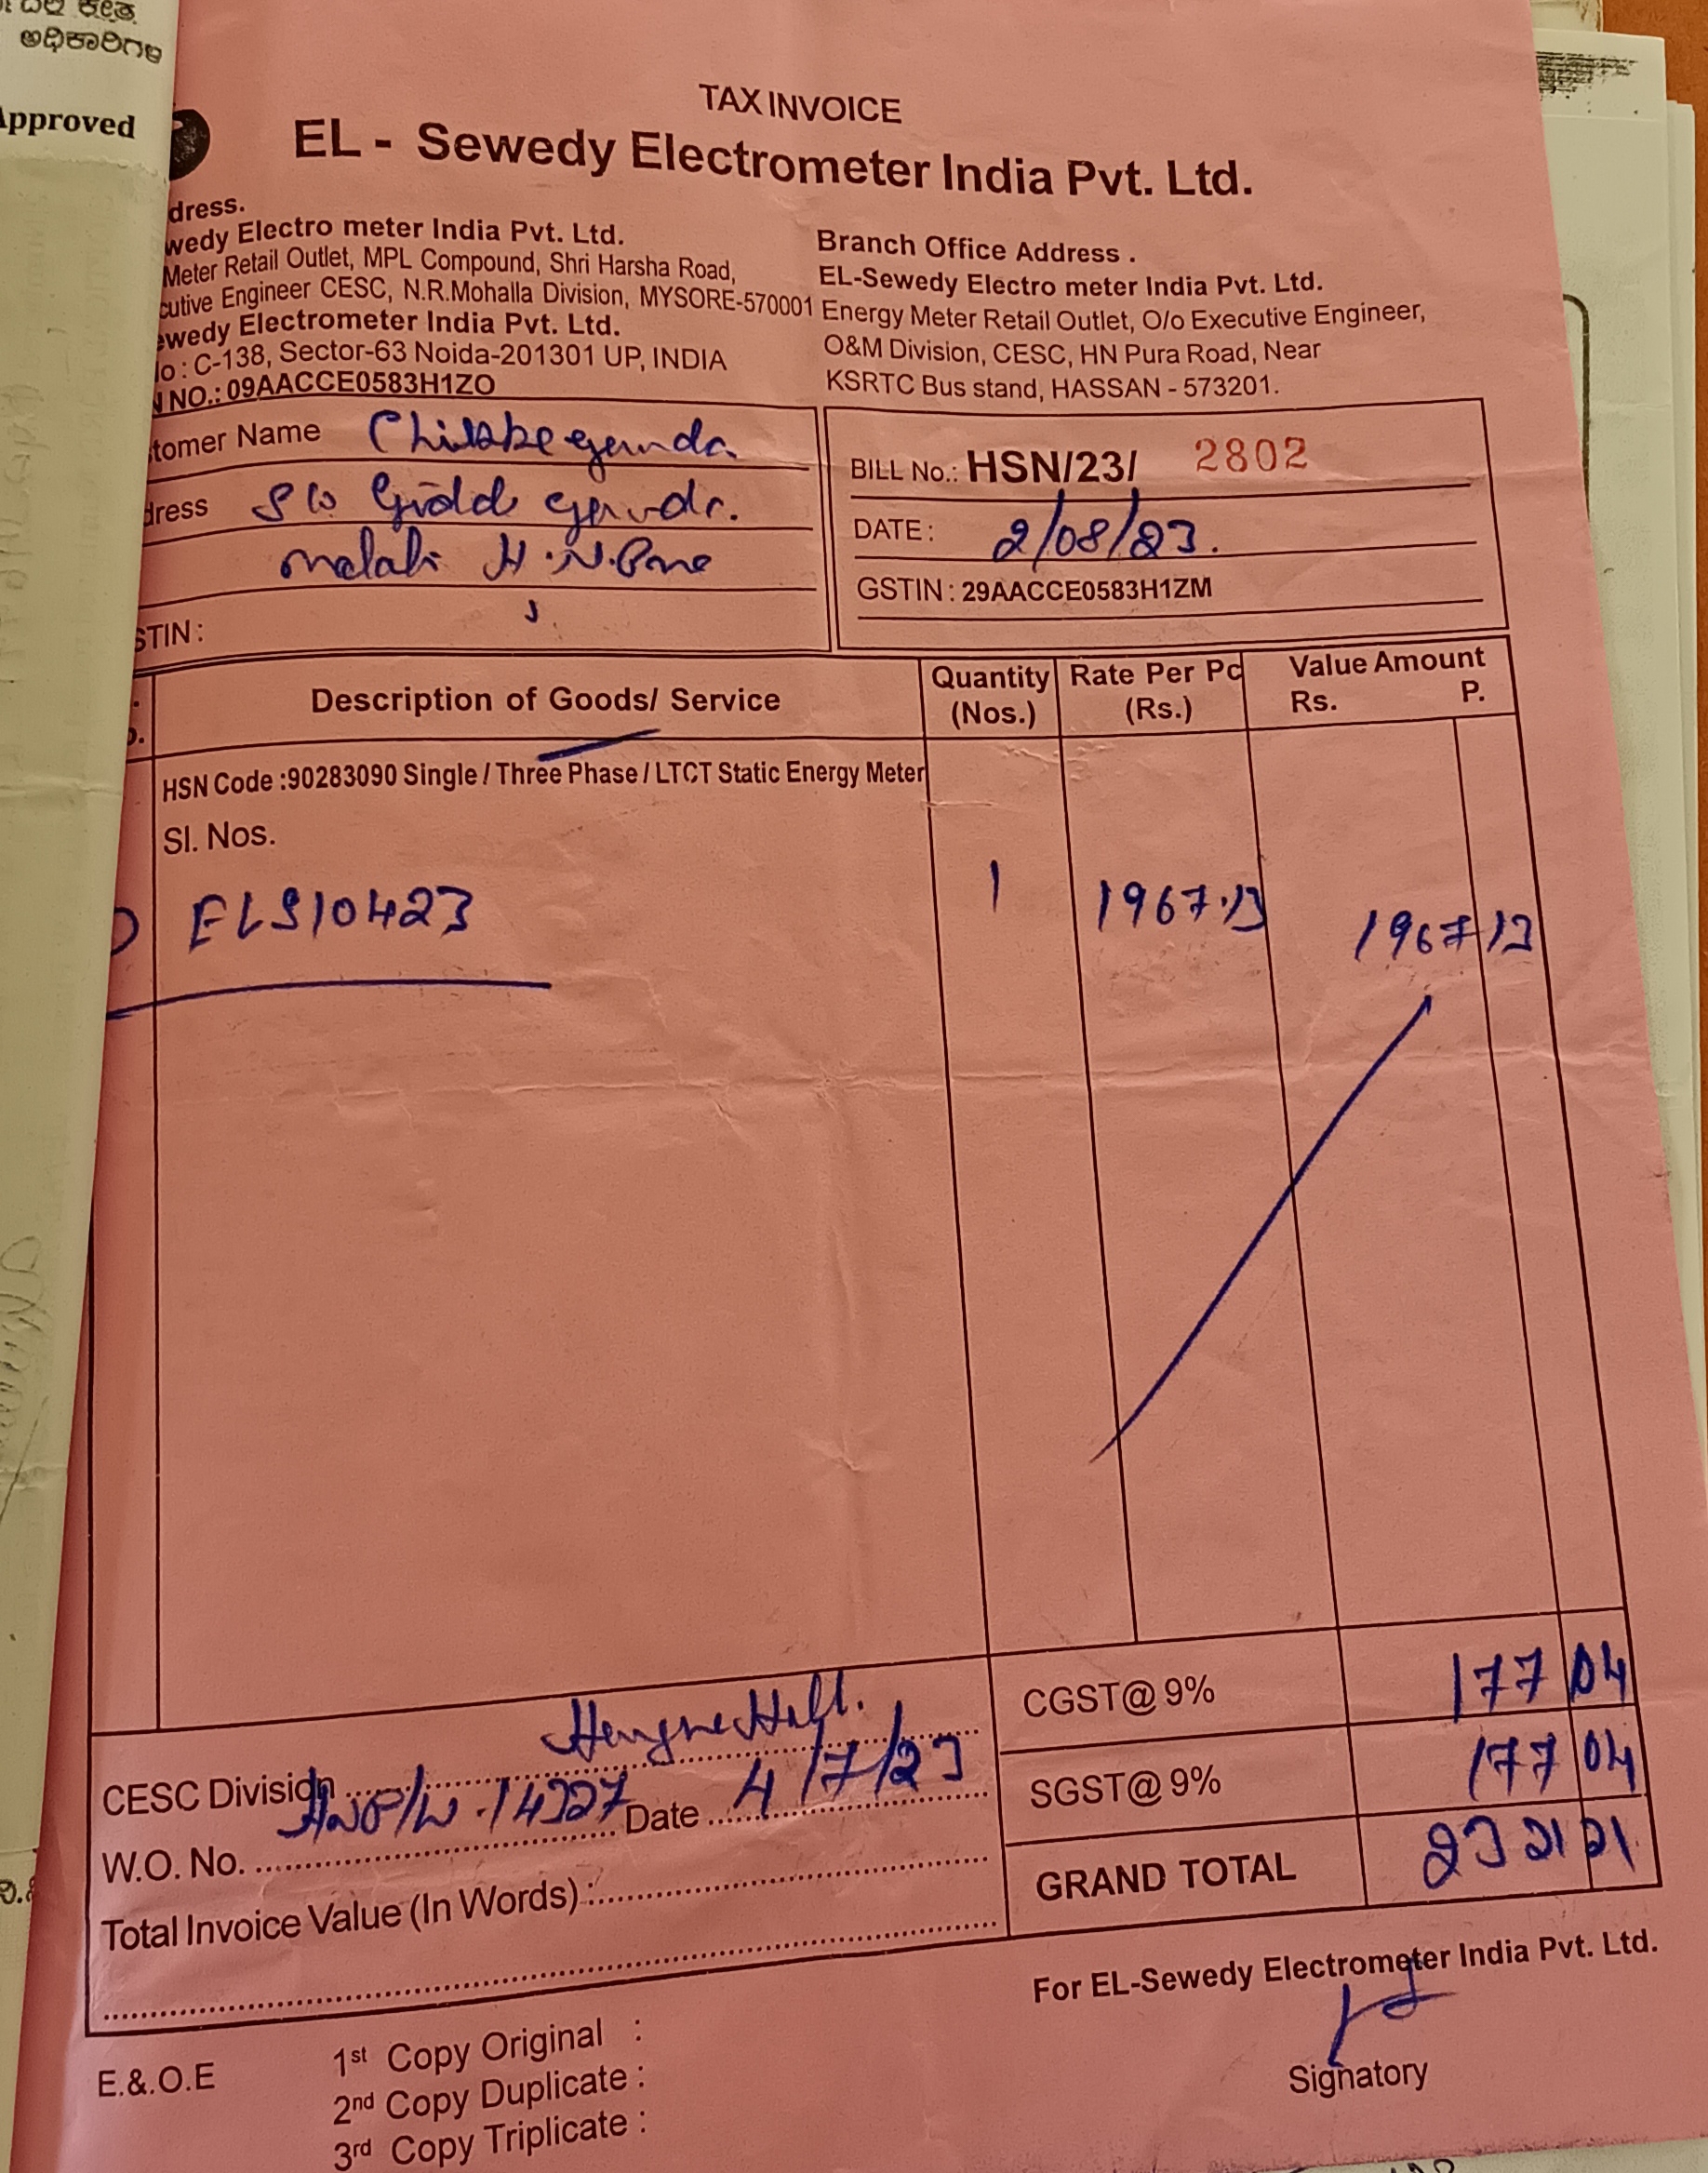 ಅಧಿಕಾರಿಗಳ
Approved
TAX INVOICE
EL - Sewedy Electrometer India Pvt. Ltd.
dress.
wedy Electro meter India Pvt. Ltd.
Meter Retail Outlet, MPL Compound, Shri Harsha Road,
cutive Engineer CESC, N.R.Mohalla Division, MYSORE-570001
ewedy Electrometer India Pvt. Ltd.
lo : C-138, Sector-63 Noida-201301 UP, INDIA
N NO.: 09AACCE0583H1ZO
Branch Office Address .
EL-Sewedy Electro meter India Pvt. Ltd.
Energy Meter Retail Outlet, O/o Executive Engineer,
O&M Division, CESC, HN Pura Road, Near
KSRTC Bus stand, HASSAN - 573201.
tomer Name
dress S/o
H.N.Pura
STIN :
BILL No.: HSN/23/ 2802
DATE : 2/08/23.
GSTIN : 29AACCE0583H1ZM
Description of Goods/ Service
Quantity (Nos.)
Rate Per Pc (Rs.)
Value Amount
Rs. P.
HSN Code :90283090 Single / Three Phase / LTCT Static Energy Meter
Sl. Nos.
ELS10423 1 1967.13 1967 13
CGST@ 9% 177 04
SGST@ 9% 177 04
GRAND TOTAL 2321 21
CESC Division
W.O. No. Date 4/7/23
Total Invoice Value (In Words) :
For EL-Sewedy Electrometer India Pvt. Ltd.
Signatory
E.&.O.E
1st Copy Original :
2nd Copy Duplicate :
3rd Copy Triplicate :